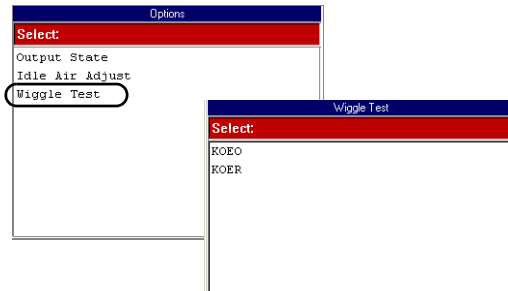 Options
Select:
Output State
Idle Air Adjust
Wiggle Test
Wiggle Test
Select:
KOEO
KOER